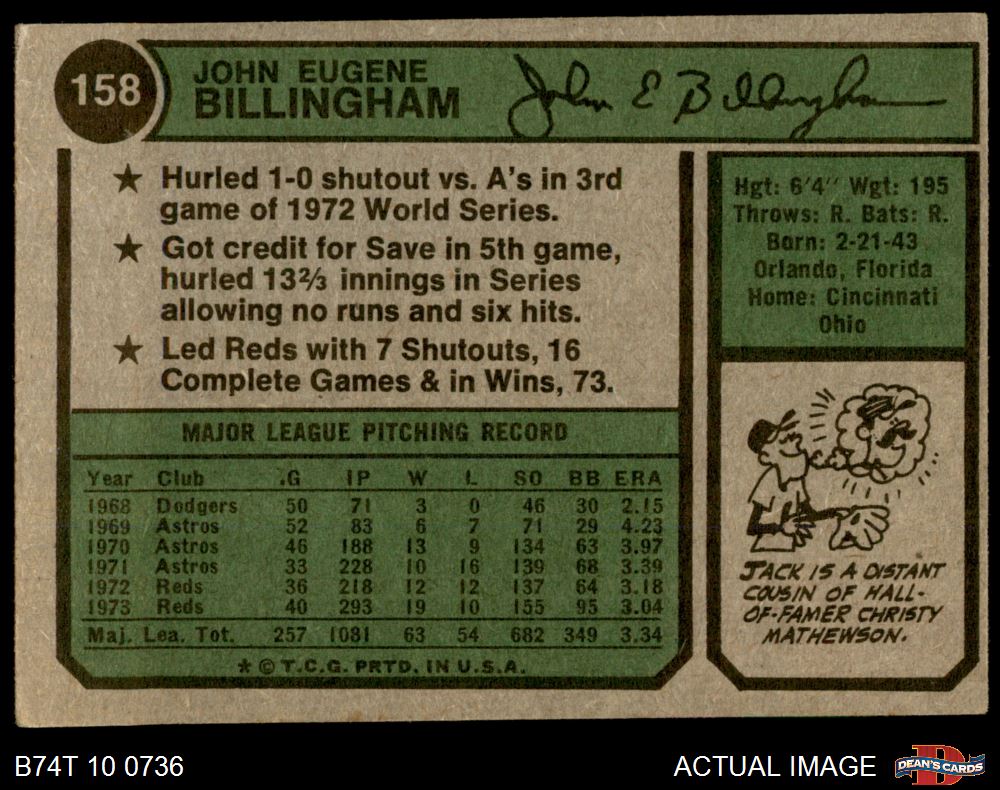 158
JOHN EUGENE
BILLINGHAM
John E Billingham
★ Hurled 1-0 shutout vs. A's in 3rd
game of 1972 World Series.
★ Got credit for Save in 5th game,
hurled 13⅔ innings in Series
allowing no runs and six hits.
★ Led Reds with 7 Shutouts, 16
Complete Games & in Wins, 73.
Hgt: 6'4" Wgt: 195
Throws: R. Bats: R.
Born: 2-21-43
Orlando, Florida
Home: Cincinnati
Ohio
MAJOR LEAGUE PITCHING RECORD
Year Club .G IP W L SO BB ERA
1968 Dodgers 50 71 3 0 46 30 2.15
1969 Astros 52 83 6 7 71 29 4.23
1970 Astros 46 188 13 9 134 63 3.97
1971 Astros 33 228 10 16 139 68 3.39
1972 Reds 36 218 12 12 137 64 3.18
1973 Reds 40 293 19 10 155 95 3.04
Maj. Lea. Tot. 257 1081 63 54 682 349 3.34
* © T.C.G. PRTD. IN U.S.A.
JACK IS A DISTANT
COUSIN OF HALL-
OF-FAMER CHRISTY
MATHEWSON.
B74T 10 0736
ACTUAL IMAGE
DEAN'S CARDS